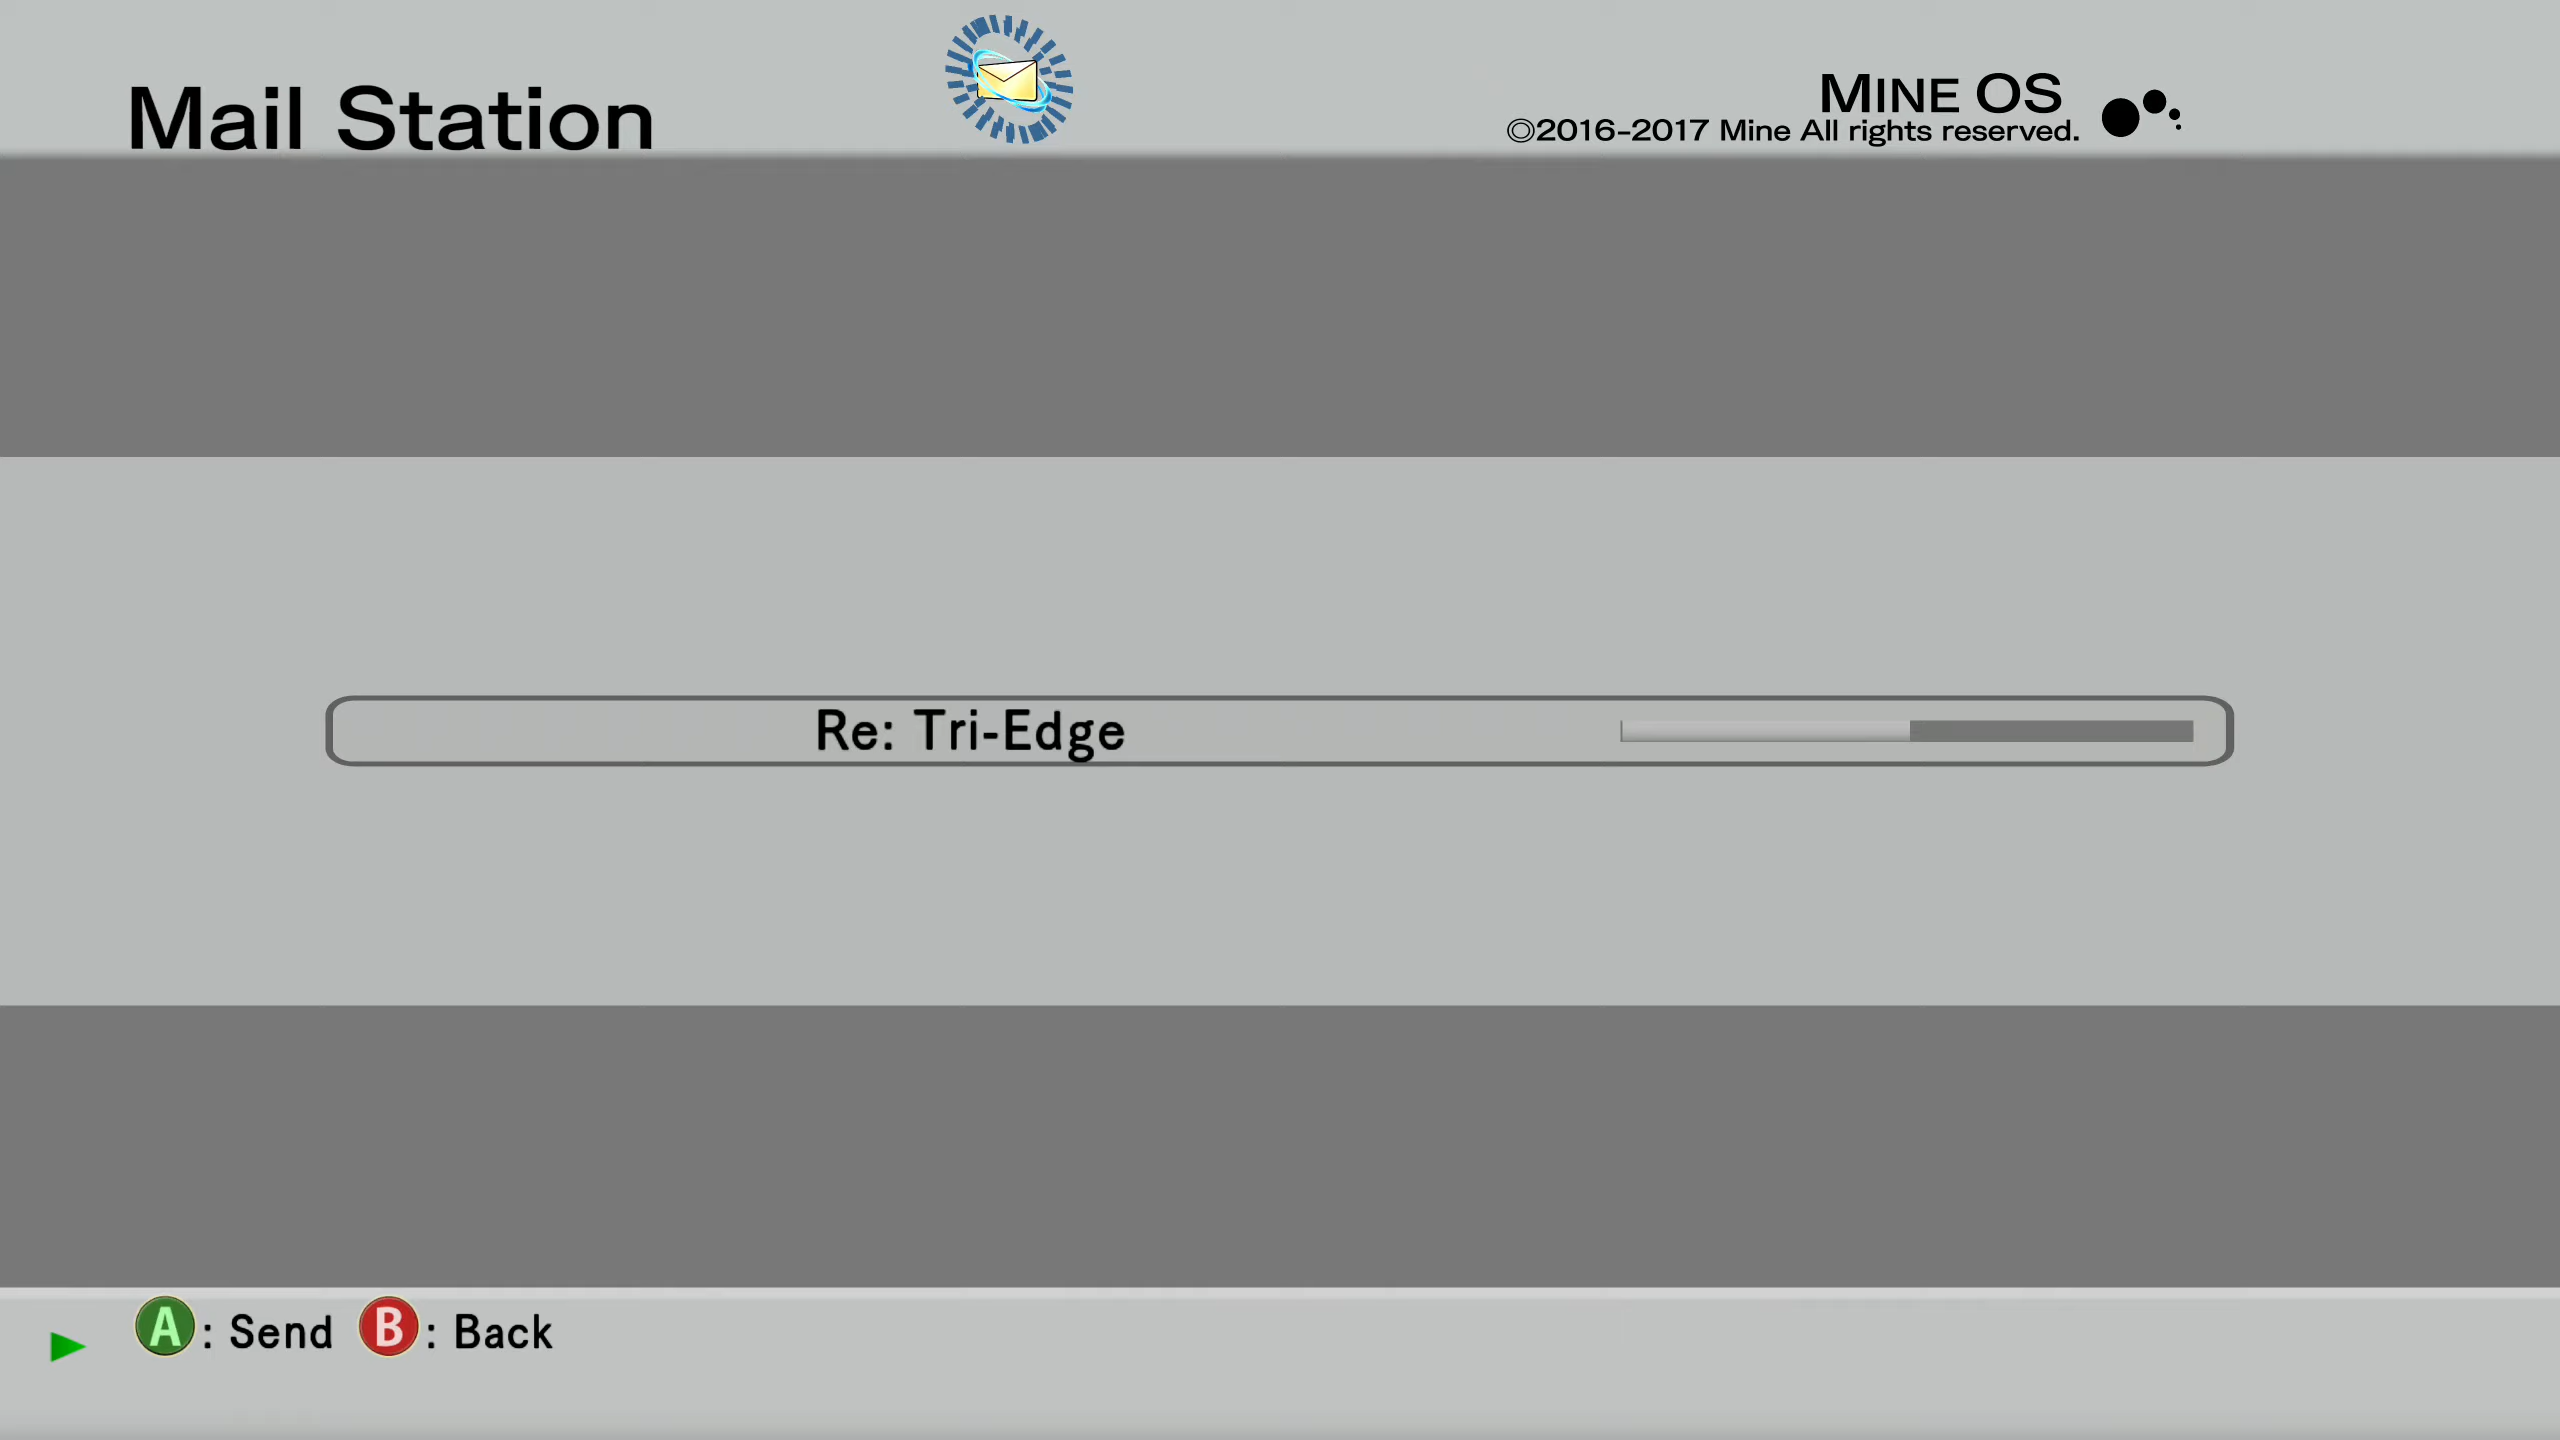 Mail Station
MINE OS
©2016-2017 Mine All rights reserved.
Re: Tri-Edge
A : Send B : Back